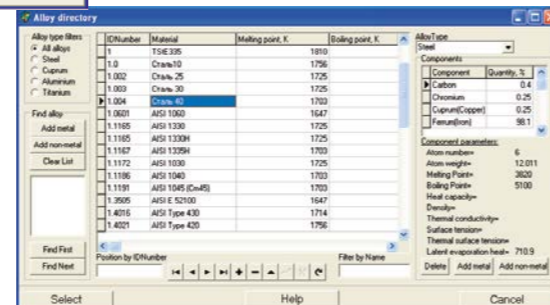 Alloy directory
Alloy type filters
All alloys
Steel
Cuprum
Aluminium
Titanium
Find alloy
Add metal
Add non-metal
Clear List
Find First
Find Next
IDNumber Material Melting point, K Boiling point, K
1 TStE335 1810
1.0 Сталь10 1756
1.002 Сталь 25 1725
1.003 Сталь 30 1725
1.004 Сталь 40 1703
1.0601 AISI 1060 1647
1.1165 AISI 1330 1725
1.1165 AISI 1330H 1725
1.1167 AISI 1335H 1703
1.1172 AISI 1030 1725
1.1186 AISI 1040 1703
1.1191 AISI 1045 (Cm45) 1703
1.3505 AISI E 52100 1647
1.4016 AISI Type 430 1714
1.4021 AISI Type 420 1756
Position by IDNumber
Filter by Name
AlloyType
Steel
Components
Component Quantity, %
Carbon 0.4
Chromium 0.25
Cuprum(Copper) 0.25
Ferrum(Iron) 98.1
Component parameters:
Atom number= 6
Atom weight= 12.011
Melting Point= 3820
Boiling Point= 5100
Heat capacity=
Density=
Thermal conductivity=
Surface tension=
Thermal sufrace tension=
Latent evaporation heat= 710.9
Delete Add metal Add non-metal
Select Help Cancel